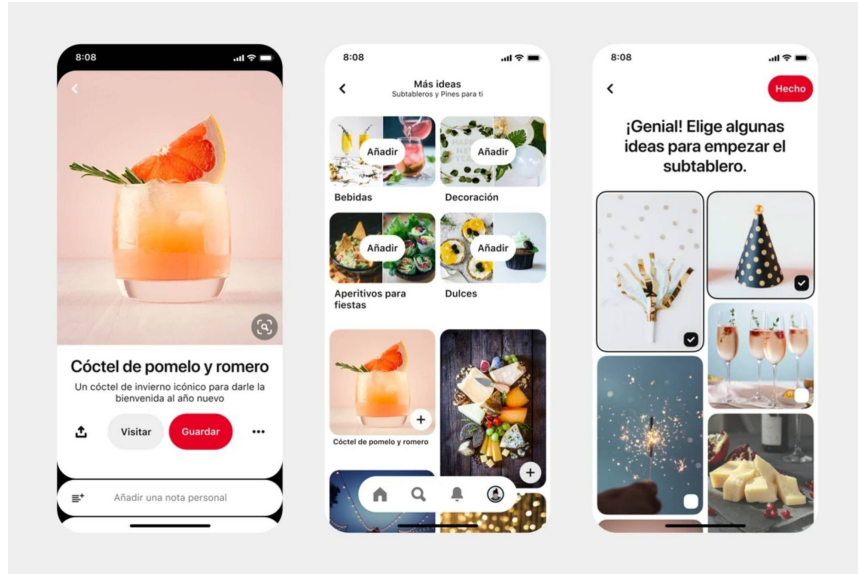 8:08
Cóctel de pomelo y romero
Un cóctel de invierno icónico para darle la
bienvenida al año nuevo
Visitar
Guardar
Añadir una nota personal
8:08
Más ideas
Subtableros y Pines para ti
Añadir
Añadir
Bebidas
Decoración
Añadir
Añadir
Aperitivos para
fiestas
Dulces
Cóctel de pomelo y romero
8:08
Hecho
¡Genial! Elige algunas
ideas para empezar el
subtablero.